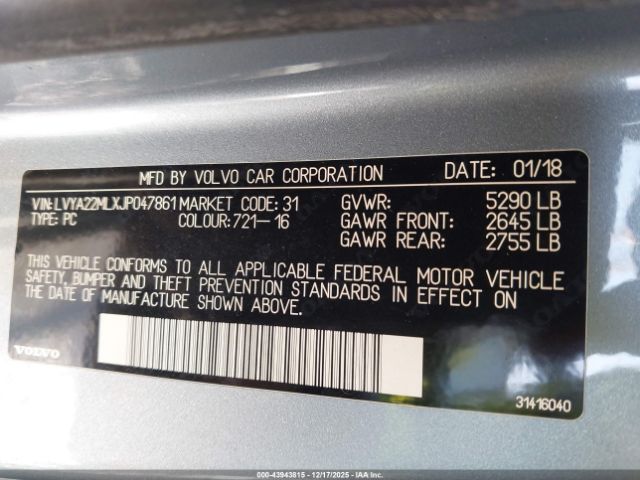 MFD BY VOLVO CAR CORPORATION DATE: 01/18
VIN: LVYA22MLXJP047861 MARKET CODE: 31 GVWR: 5290 LB
TYPE: PC COLOUR: 721-16 GAWR FRONT: 2645 LB
GAWR REAR: 2755 LB
THIS VEHICLE CONFORMS TO ALL APPLICABLE FEDERAL MOTOR VEHICLE
SAFETY, BUMPER AND THEFT PREVENTION STANDARDS IN EFFECT ON
THE DATE OF MANUFACTURE SHOWN ABOVE.
VOLVO
31416040
000-43943815 - 12/17/2025 - IAAI, Inc.